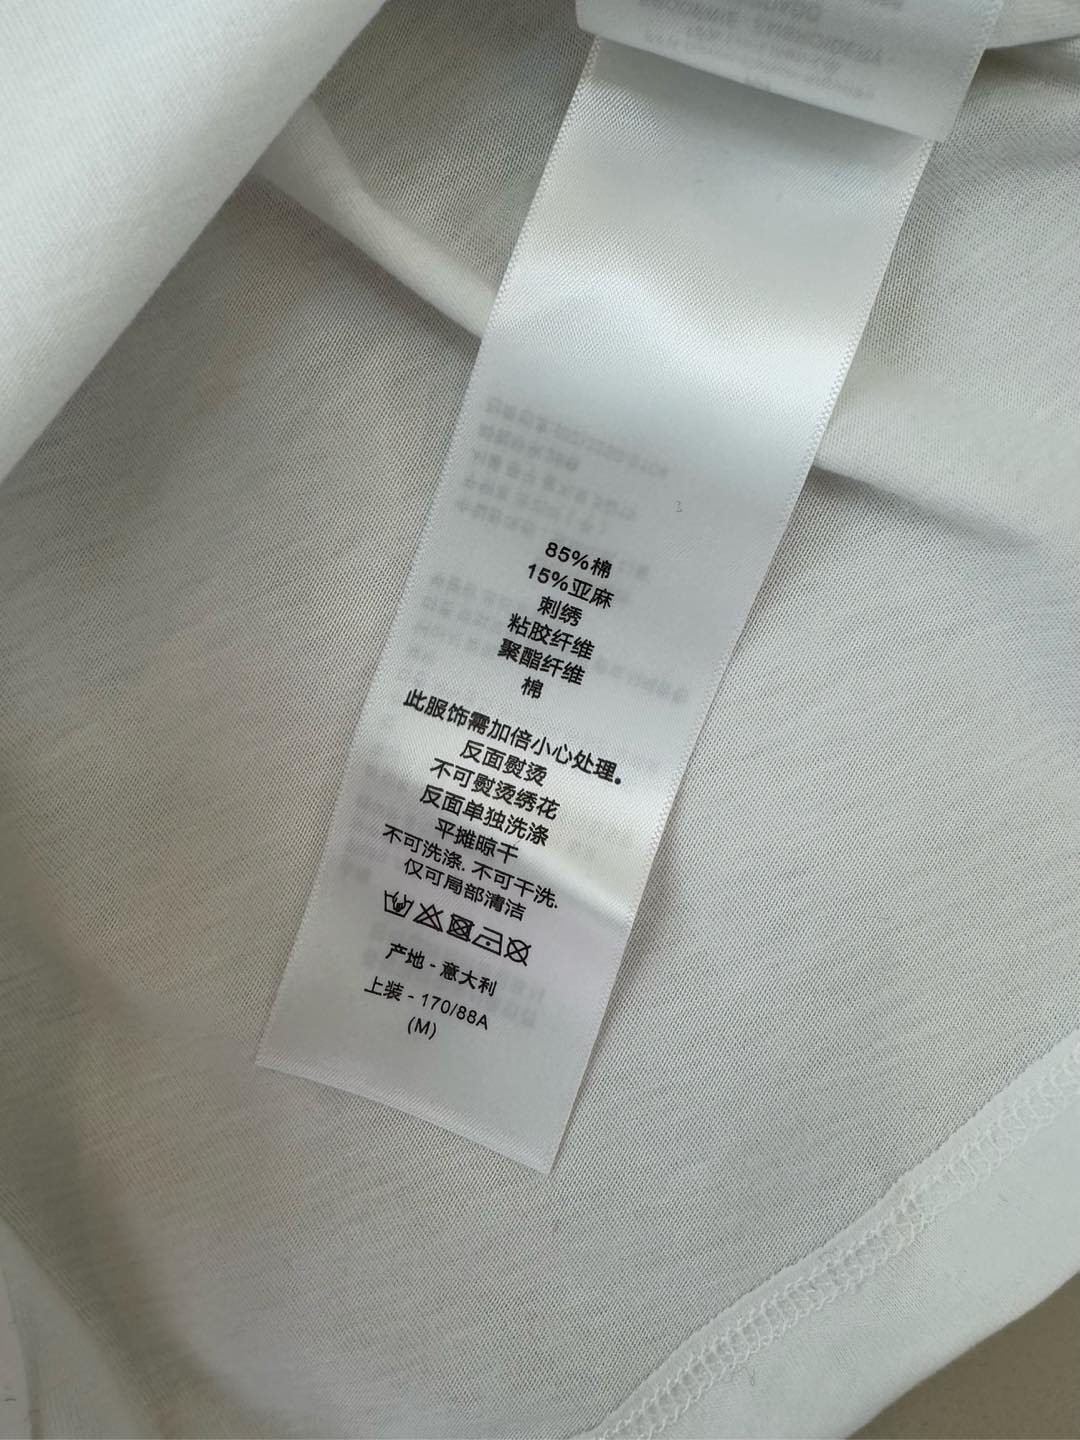 85%棉
15%亚麻
刺绣
粘胶纤维
聚酯纤维
棉
此服饰需加倍小心处理.
反面熨烫
不可熨烫绣花
反面单独洗涤
平摊晾干
不可洗涤. 不可干洗.
仅可局部清洁
产地 - 意大利
上装 - 170/88A
(M)